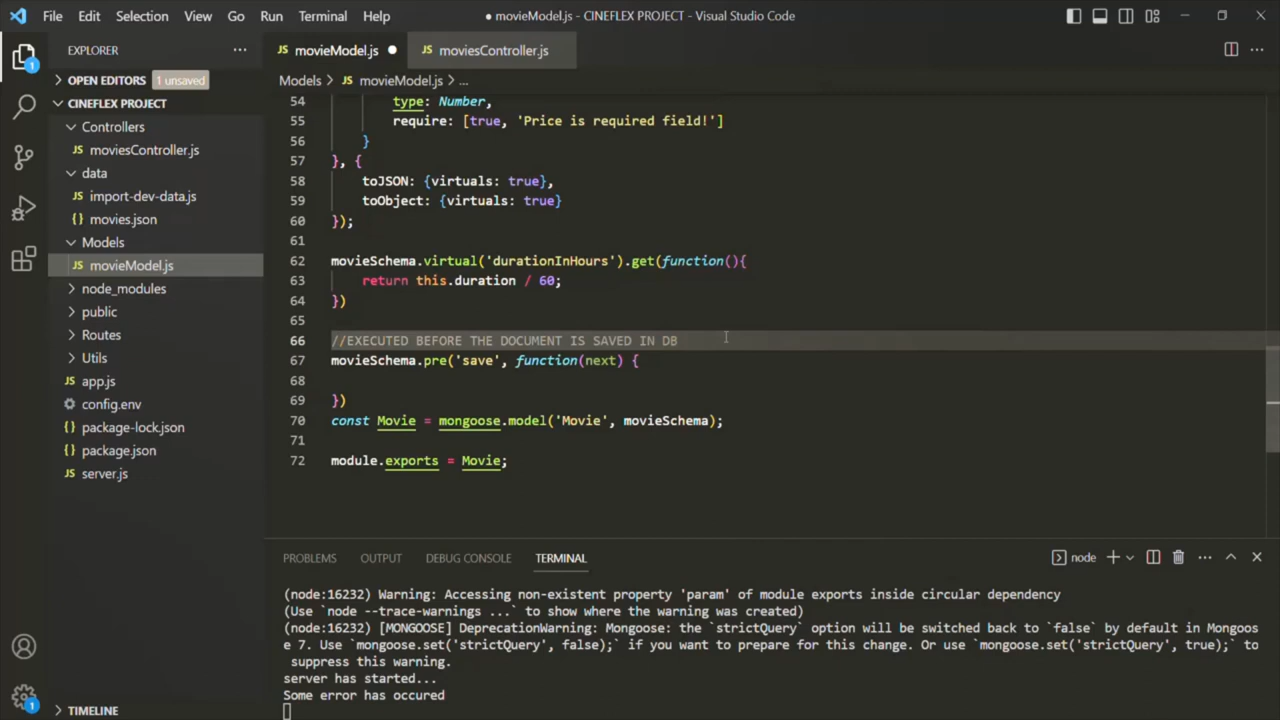 File Edit Selection View Go Run Terminal Help ● movieModel.js - CINEFLEX PROJECT - Visual Studio Code
EXPLORER ...
OPEN EDITORS 1 unsaved
CINEFLEX PROJECT
Controllers
JS moviesController.js
data
JS import-dev-data.js
{} movies.json
Models
JS movieModel.js
node_modules
public
Routes
Utils
JS app.js
config.env
{} package-lock.json
{} package.json
JS server.js
TIMELINE
1
1
JS movieModel.js ● JS moviesController.js ...
Models > JS movieModel.js > ...
54 type: Number,
55 require: [true, 'Price is required field!']
56 }
57 }, {
58 toJSON: {virtuals: true},
59 toObject: {virtuals: true}
60 });
61
62 movieSchema.virtual('durationInHours').get(function(){
63 return this.duration / 60;
64 })
65
66 //EXECUTED BEFORE THE DOCUMENT IS SAVED IN DB
67 movieSchema.pre('save', function(next) {
68
69 })
70 const Movie = mongoose.model('Movie', movieSchema);
71
72 module.exports = Movie;
PROBLEMS OUTPUT DEBUG CONSOLE TERMINAL node ...
(node:16232) Warning: Accessing non-existent property 'param' of module exports inside circular dependency
(Use `node --trace-warnings ...` to show where the warning was created)
(node:16232) [MONGOOSE] DeprecationWarning: Mongoose: the `strictQuery` option will be switched back to `false` by default in Mongoos
e 7. Use `mongoose.set('strictQuery', false);` if you want to prepare for this change. Or use `mongoose.set('strictQuery', true);` to
suppress this warning.
server has started...
Some error has occured